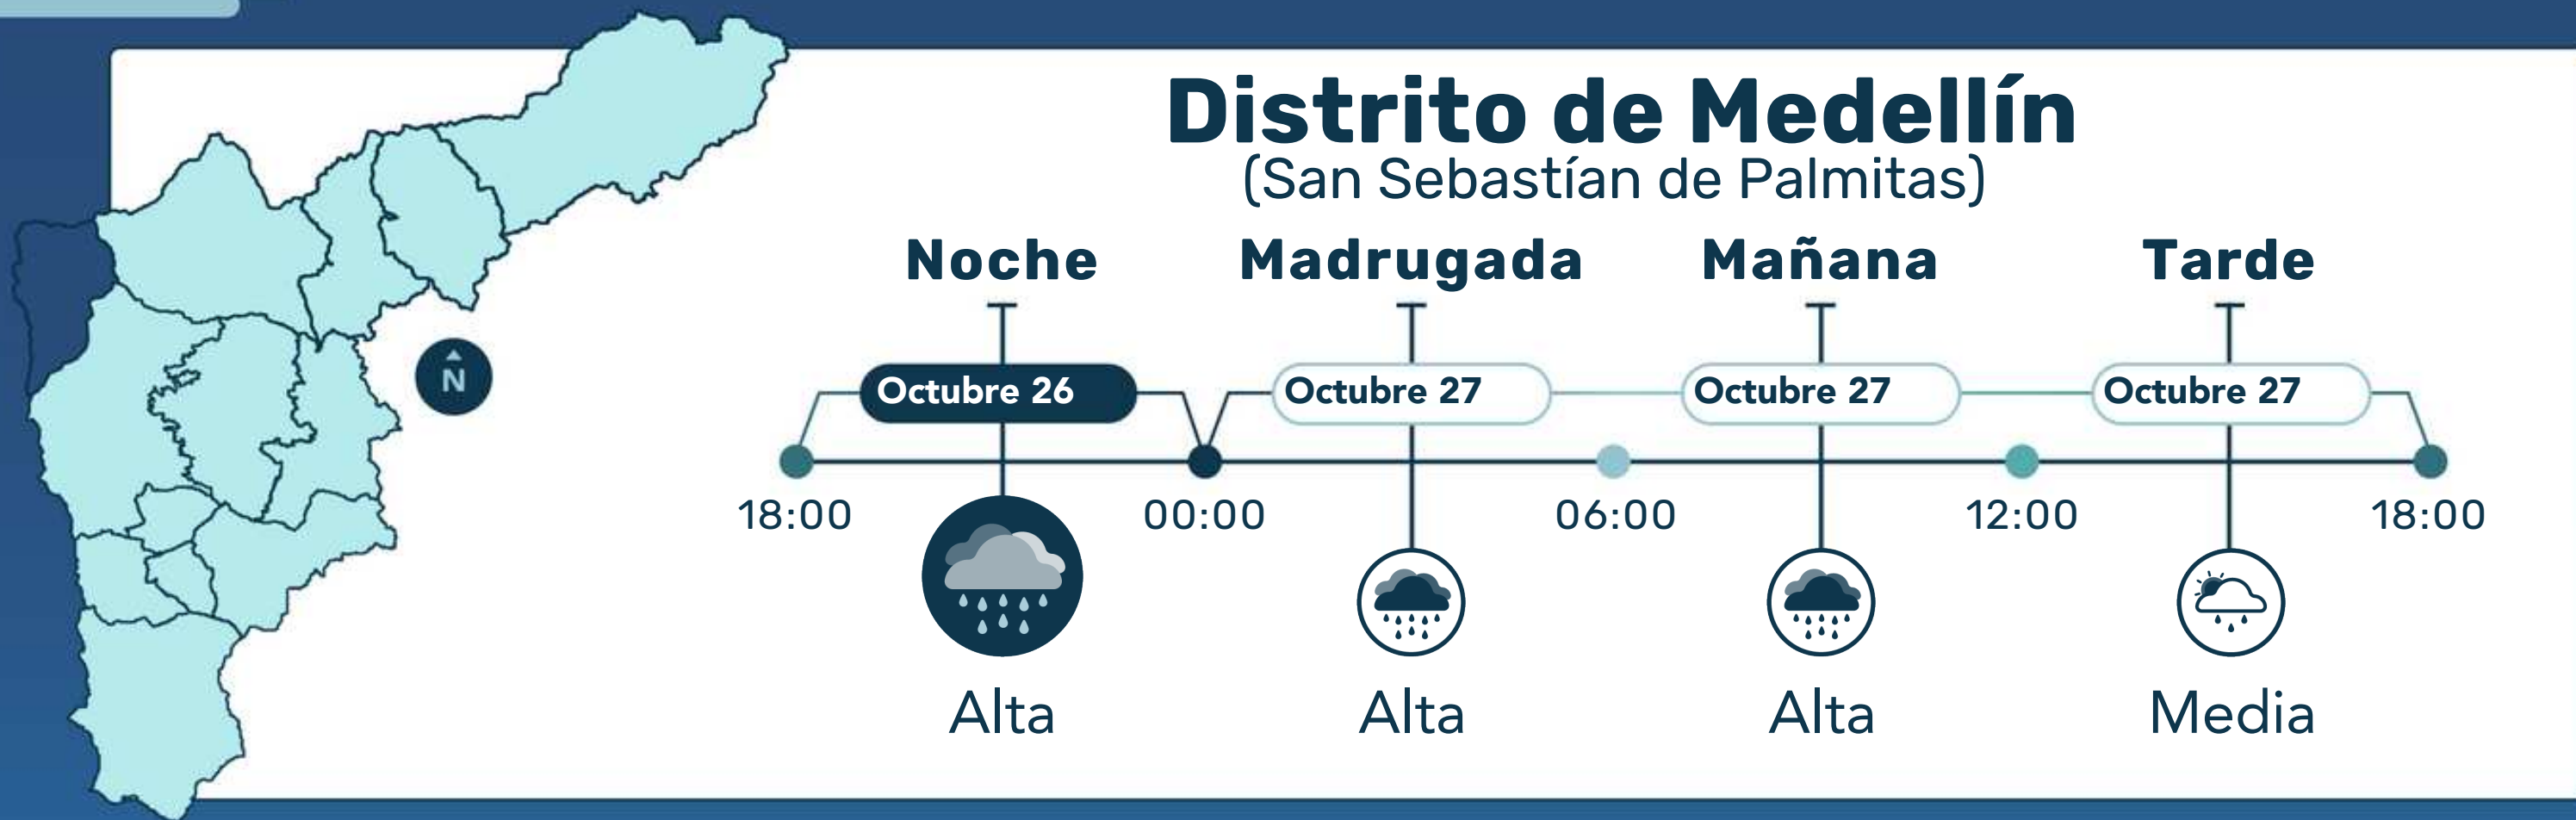 Distrito de Medellín
(San Sebastían de Palmitas)
Noche Madrugada Mañana Tarde
Octubre 26 Octubre 27 Octubre 27 Octubre 27
N
18:00 00:00 06:00 12:00 18:00
Alta Alta Alta Media